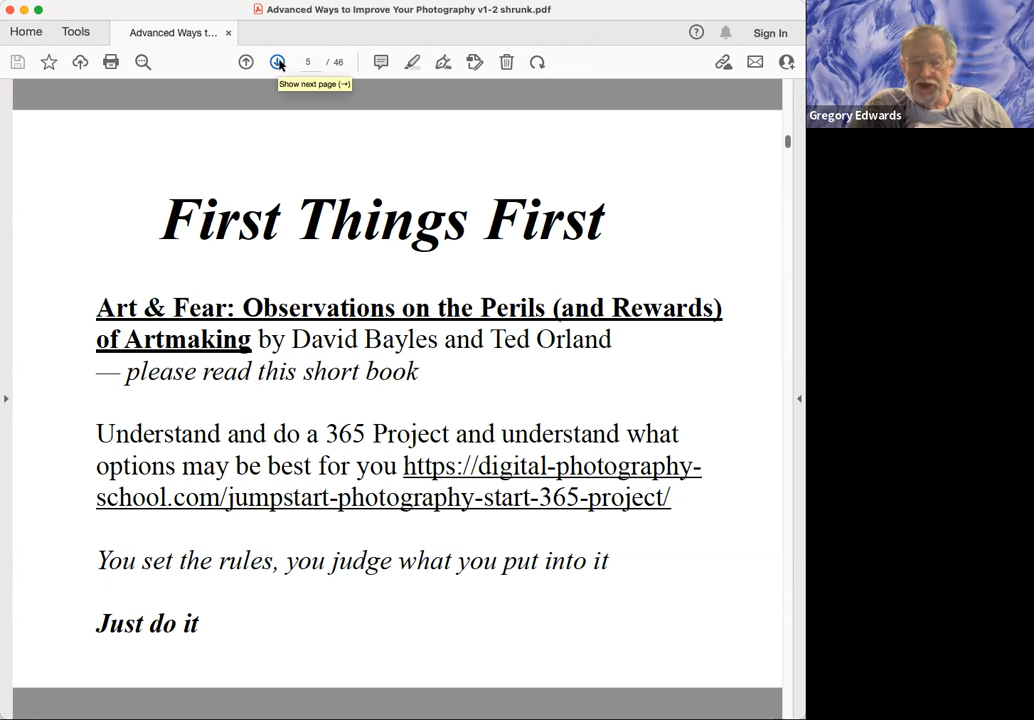 Advanced Ways to Improve Your Photography v1-2 shrunk.pdf
Home
Tools
Advanced Ways t...
×
?
Sign In
5 / 46
Show next page (→)
Gregory Edwards
First Things First
Art & Fear: Observations on the Perils (and Rewards)
of Artmaking by David Bayles and Ted Orland
— please read this short book
Understand and do a 365 Project and understand what
options may be best for you https://digital-photography-
school.com/jumpstart-photography-start-365-project/
You set the rules, you judge what you put into it
Just do it